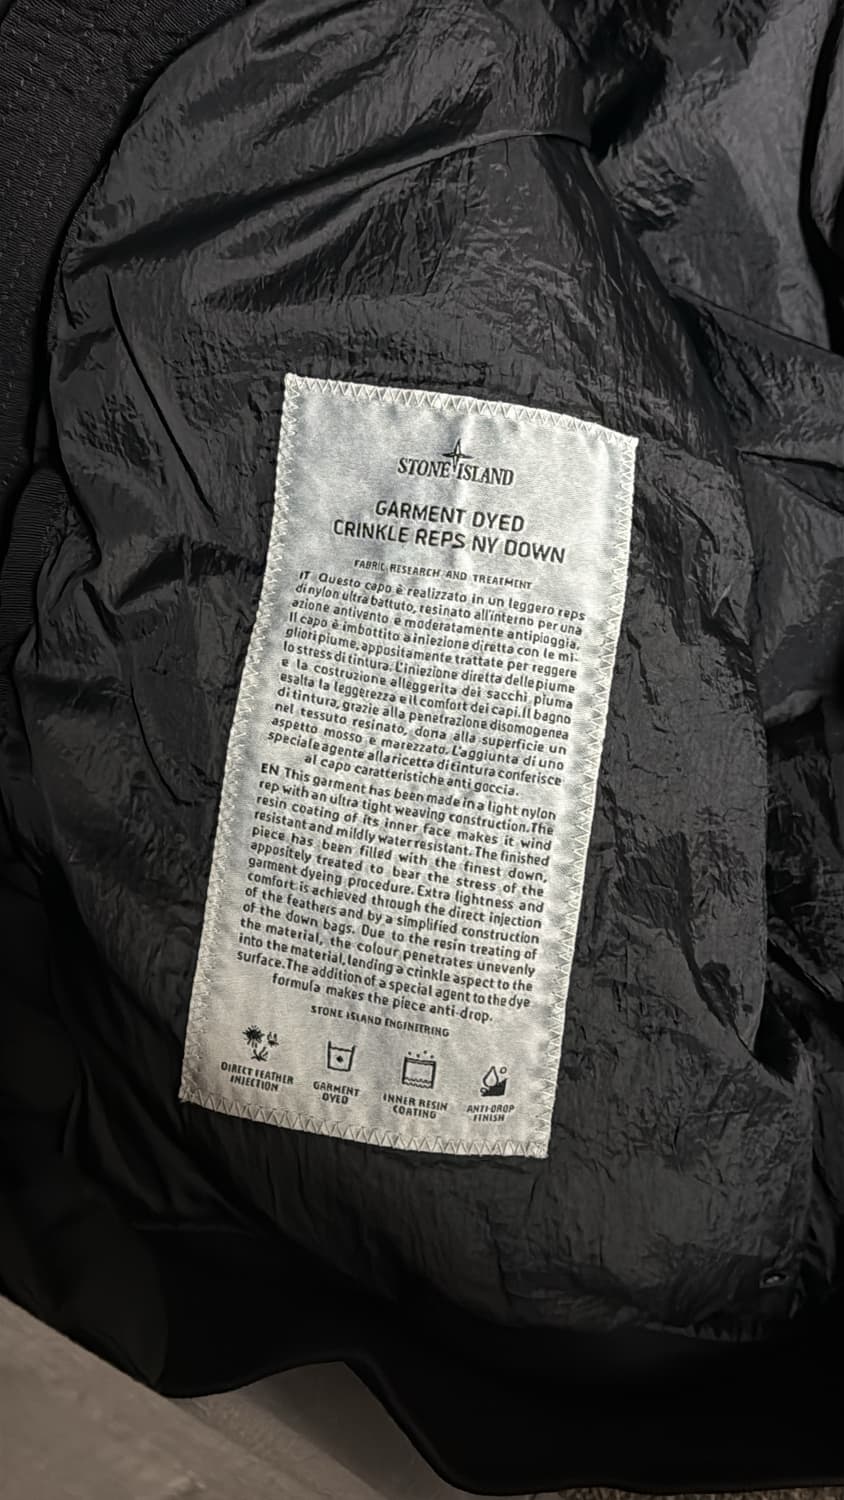 STONE ISLAND
GARMENT DYED
CRINKLE REPS NY DOWN
FABRIC RESEARCH AND TREATMENT
IT Questo capo è realizzato in un leggero reps
di nylon ultra battuto, resinato all'interno per una
azione antivento e moderatamente antipioggia.
Il capo è imbottito a iniezione diretta con le mi-
gliori piume, appositamente trattate per reggere
lo stress di tintura. L'iniezione diretta delle piume
e la costruzione alleggerita dei sacchi piuma
esalta la leggerezza e il comfort dei capi. Il bagno
di tintura, grazie alla penetrazione disomogenea
nel tessuto resinato, dona alla superficie un
aspetto mosso e marezzato. L'aggiunta di uno
speciale agente alla ricetta di tintura conferisce
al capo caratteristiche anti goccia.
EN This garment has been made in a light nylon
rep with an ultra tight weaving construction. The
resin coating of its inner face makes it wind
resistant and mildly water resistant. The finished
piece has been filled with the finest down,
appositely treated to bear the stress of the
garment dyeing procedure. Extra lightness and
comfort is achieved through the direct injection
of the feathers and by a simplified construction
of the down bags. Due to the resin treating of
the material, the colour penetrates unevenly
into the material, lending a crinkle aspect to the
surface. The addition of a special agent to the dye
formula makes the piece anti-drop.
STONE ISLAND ENGINEERING
DIRECT FEATHER
INJECTION
GARMENT
DYED
INNER RESIN
COATING
ANTI-DROP
FINISH